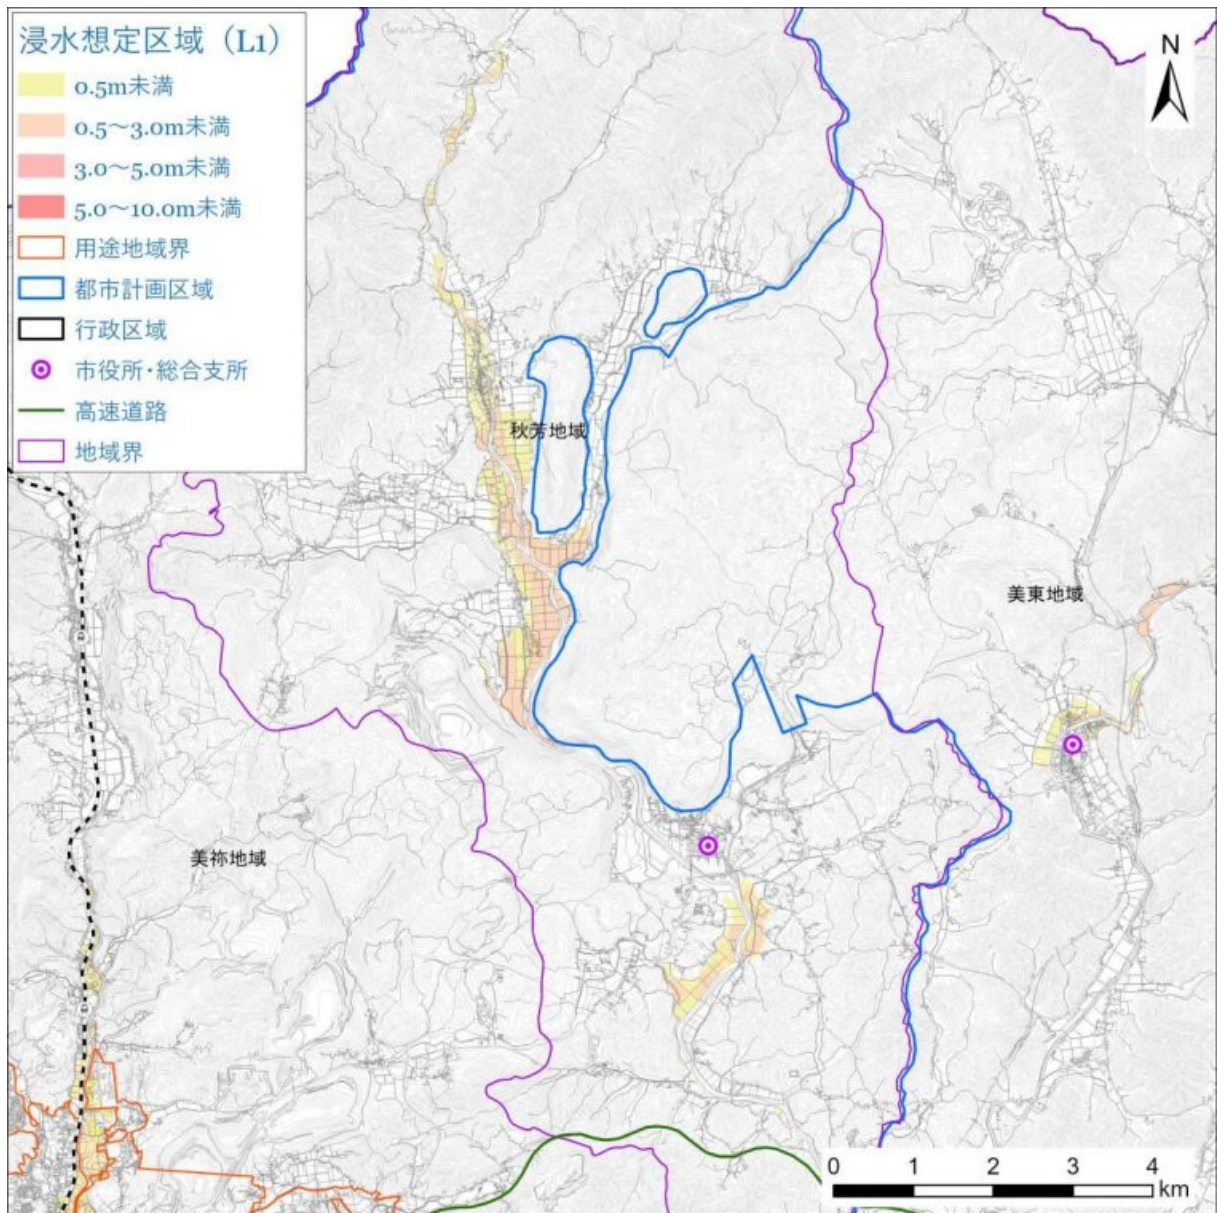 浸水想定区域（L1）
0.5m未満
0.5～3.0m未満
3.0～5.0m未満
5.0～10.0m未満
用途地域界
都市計画区域
行政区域
市役所・総合支所
高速道路
地域界
N
秋芳地域
美東地域
美祢地域
0 1 2 3 4
km